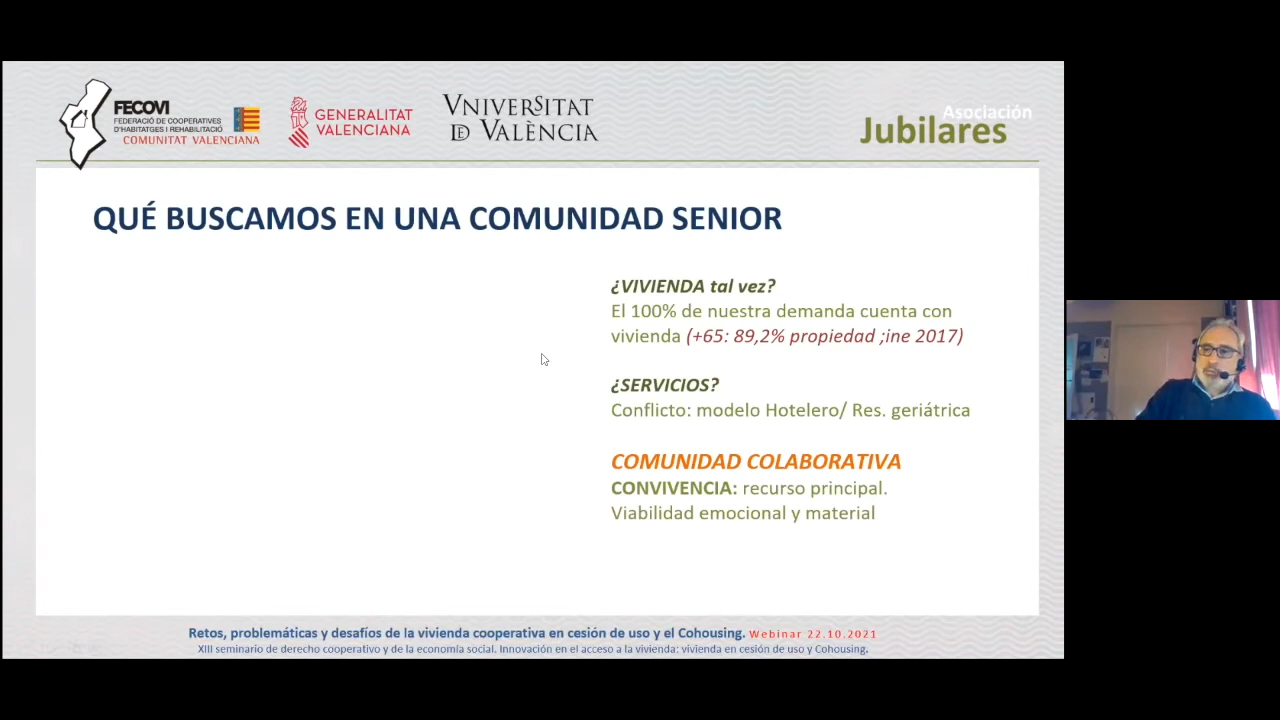 FECOVI
FEDERACIÓ DE COOPERATIVES
D'HABITATGES I REHABILITACIÓ
COMUNITAT VALENCIANA
GENERALITAT
VALENCIANA
VNIVERSITAT
DE VALÈNCIA
Asociación
Jubilares
QUÉ BUSCAMOS EN UNA COMUNIDAD SENIOR
¿VIVIENDA tal vez?
El 100% de nuestra demanda cuenta con
vivienda (+65: 89,2% propiedad ;ine 2017)
¿SERVICIOS?
Conflicto: modelo Hotelero/ Res. geriátrica
COMUNIDAD COLABORATIVA
CONVIVENCIA: recurso principal.
Viabilidad emocional y material
Retos, problemáticas y desafíos de la vivienda cooperativa en cesión de uso y el Cohousing. Webinar 22.10.2021
XIII seminario de derecho cooperativo y de la economía social. Innovación en el acceso a la vivienda: vivienda en cesión de uso y Cohousing.